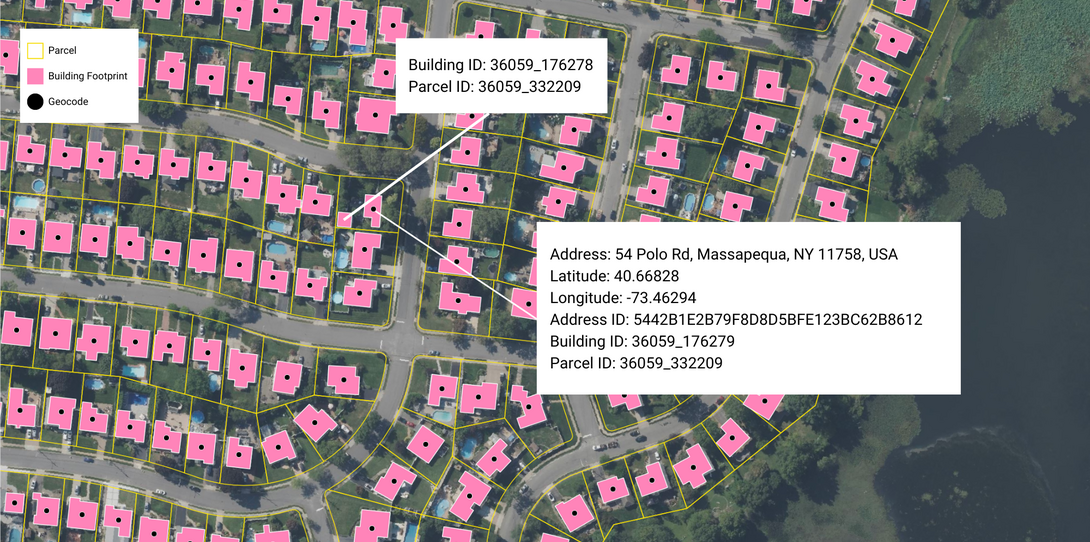 Parcel
Building Footprint
Geocode
Building ID: 36059_176278
Parcel ID: 36059_332209
Address: 54 Polo Rd, Massapequa, NY 11758, USA
Latitude: 40.66828
Longitude: -73.46294
Address ID: 5442B1E2B79F8D8D5BFE123BC62B8612
Building ID: 36059_176279
Parcel ID: 36059_332209